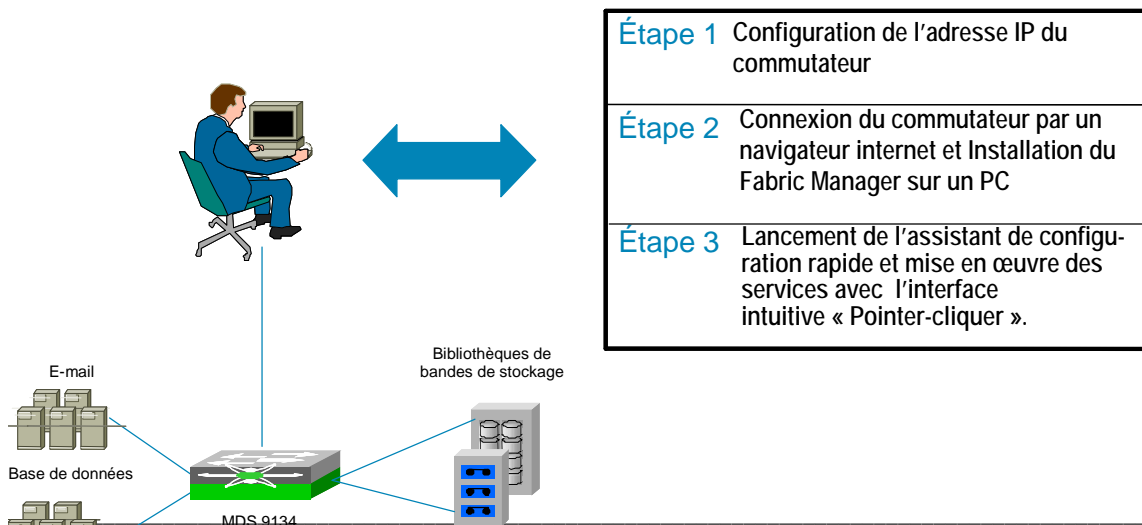 Étape 1 Configuration de l'adresse IP du
commutateur
Étape 2 Connexion du commutateur par un
navigateur internet et Installation du
Fabric Manager sur un PC
Étape 3 Lancement de l'assistant de configu-
ration rapide et mise en œuvre des
services avec l'interface
intuitive « Pointer-cliquer ».
E-mail
Bibliothèques de
bandes de stockage
Base de données
MDS 9134